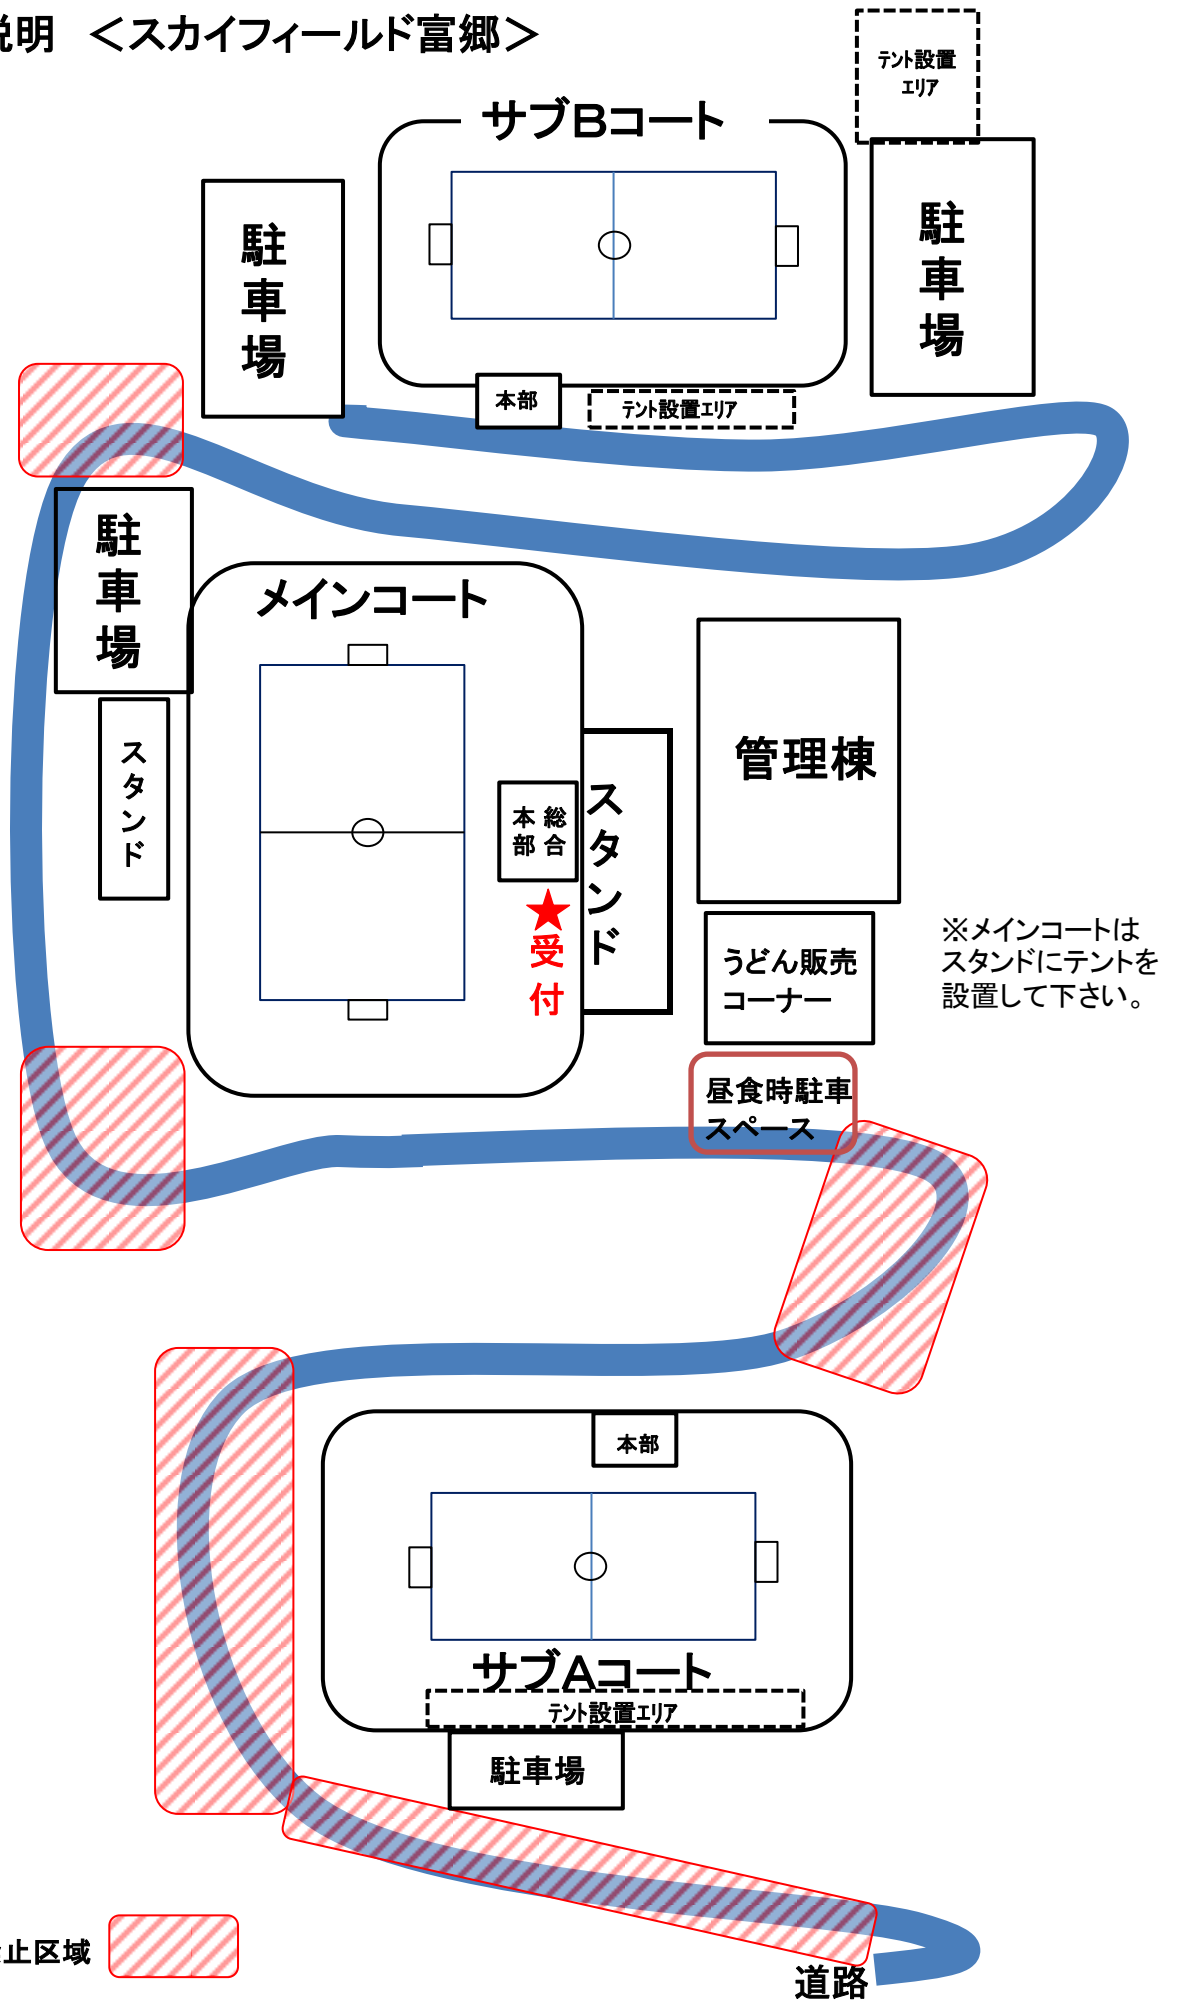 説明　＜スカイフィールド富郷＞
テント設置
エリア
サブBコート
駐車場
駐車場
本部
テント設置エリア
駐車場
メインコート
スタンド
総合
本部
スタンド
管理棟
★
受付
うどん販売
コーナー
※メインコートは
スタンドにテントを
設置して下さい。
昼食時駐車
スペース
本部
サブAコート
テント設置エリア
駐車場
止区域
道路